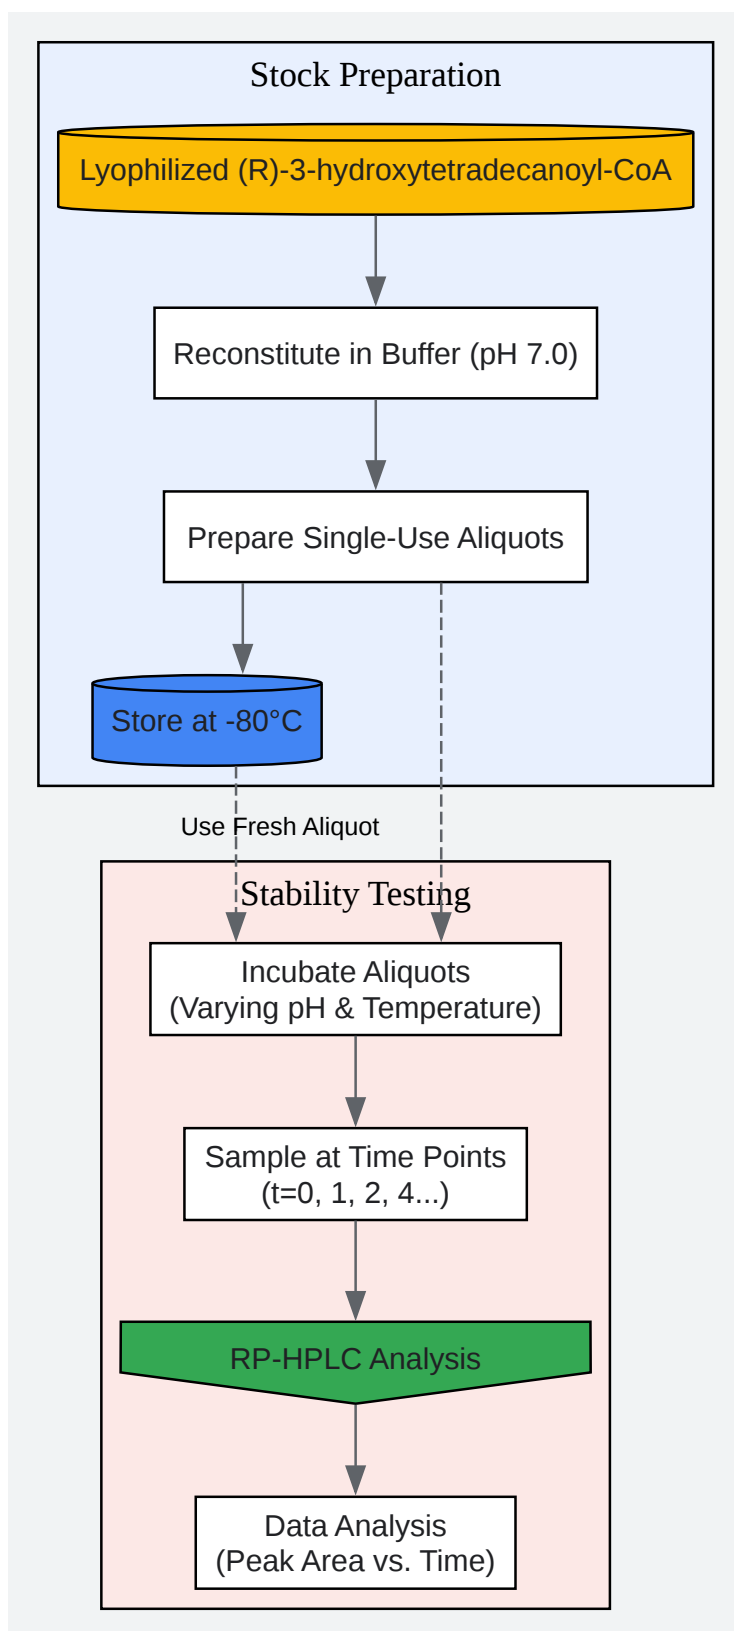 Stock Preparation
Lyophilized (R)-3-hydroxytetradecanoyl-CoA
Reconstitute in Buffer (pH 7.0)
Prepare Single-Use Aliquots
Store at -80°C
Use Fresh Aliquot
Stability Testing
Incubate Aliquots
(Varying pH & Temperature)
Sample at Time Points
(t=0, 1, 2, 4...)
RP-HPLC Analysis
Data Analysis
(Peak Area vs. Time)